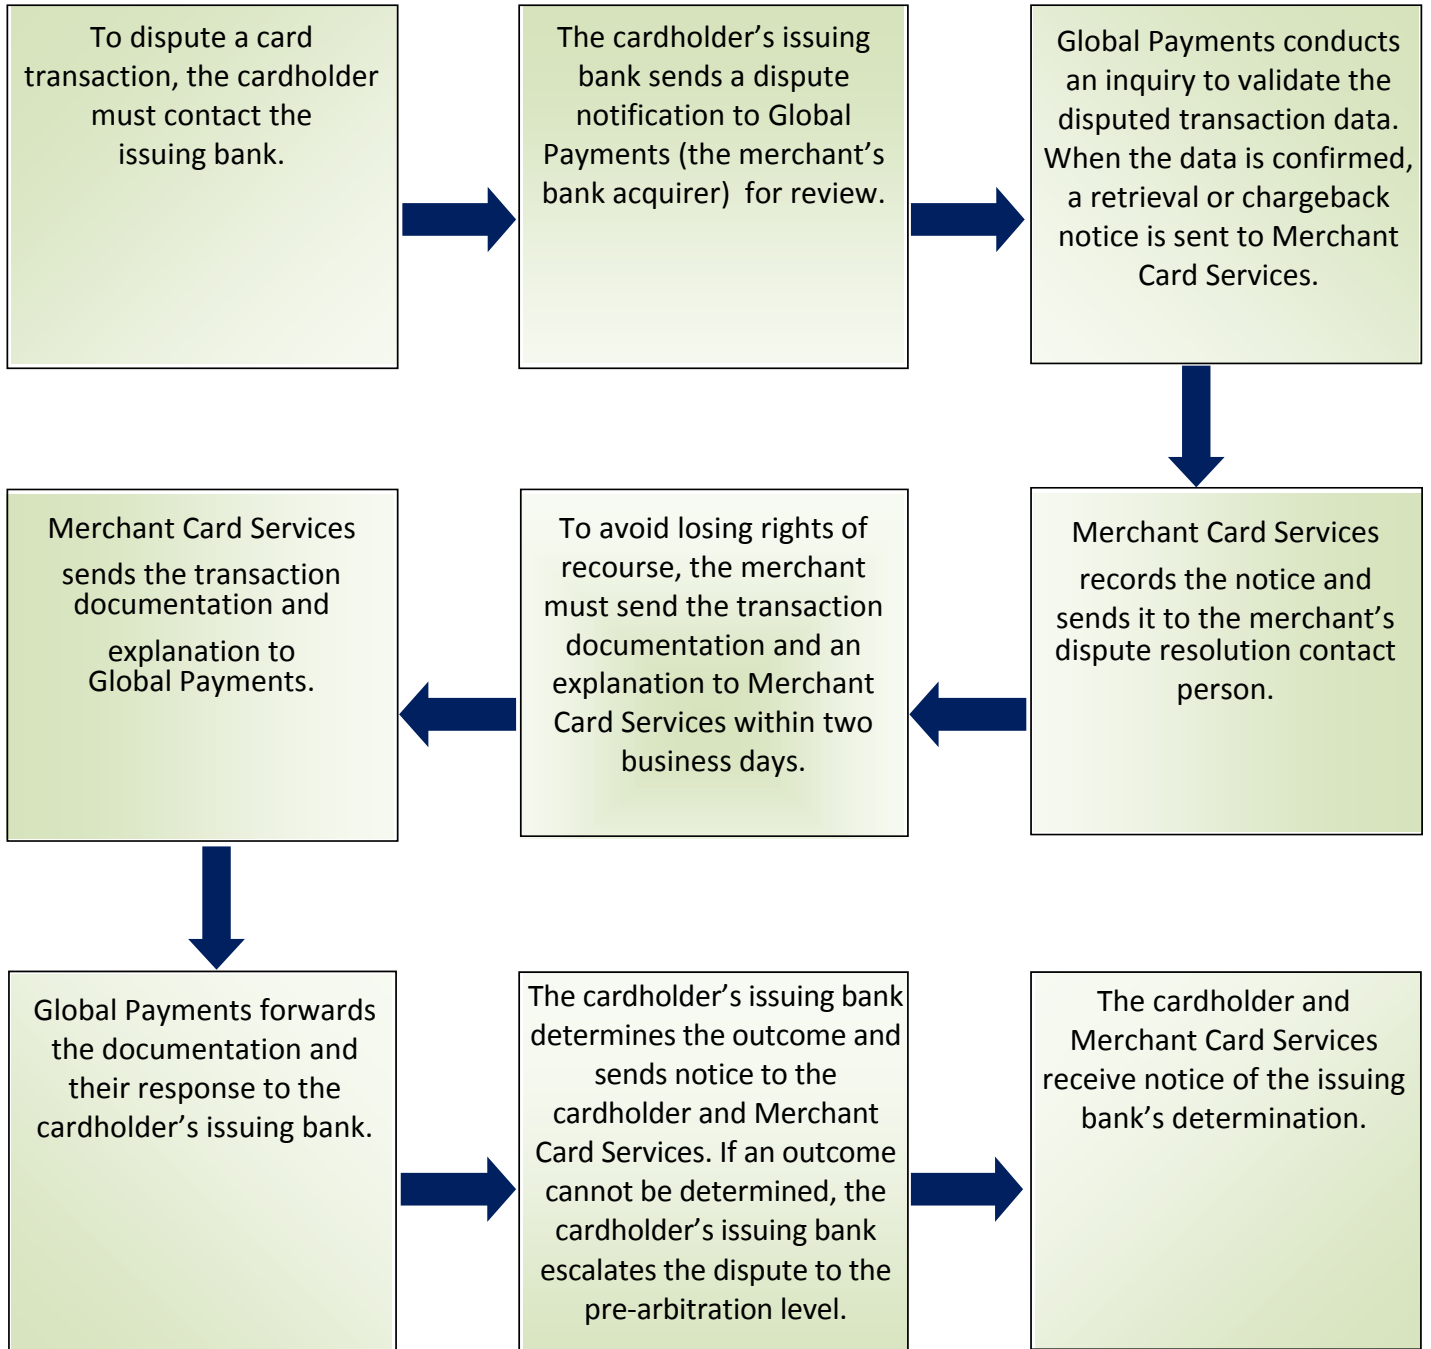 To dispute a card
transaction, the cardholder
must contact the
issuing bank.
The cardholder’s issuing
bank sends a dispute
notification to Global
Payments (the merchant’s
bank acquirer)  for review.
Global Payments conducts
an inquiry to validate the
disputed transaction data.
When the data is confirmed,
a retrieval or chargeback
notice is sent to Merchant
Card Services.
Merchant Card Services
records the notice and
sends it to the merchant’s
dispute resolution contact
person.
To avoid losing rights of
recourse, the merchant
must send the transaction
documentation and an
explanation to Merchant
Card Services within two
business days.
Merchant Card Services
sends the transaction
documentation and
explanation to
Global Payments.
Global Payments forwards
the documentation and
their response to the
cardholder’s issuing bank.
The cardholder’s issuing bank
determines the outcome and
sends notice to the
cardholder and Merchant
Card Services. If an outcome
cannot be determined, the
cardholder’s issuing bank
escalates the dispute to the
pre-arbitration level.
The cardholder and
Merchant Card Services
receive notice of the issuing
bank’s determination.